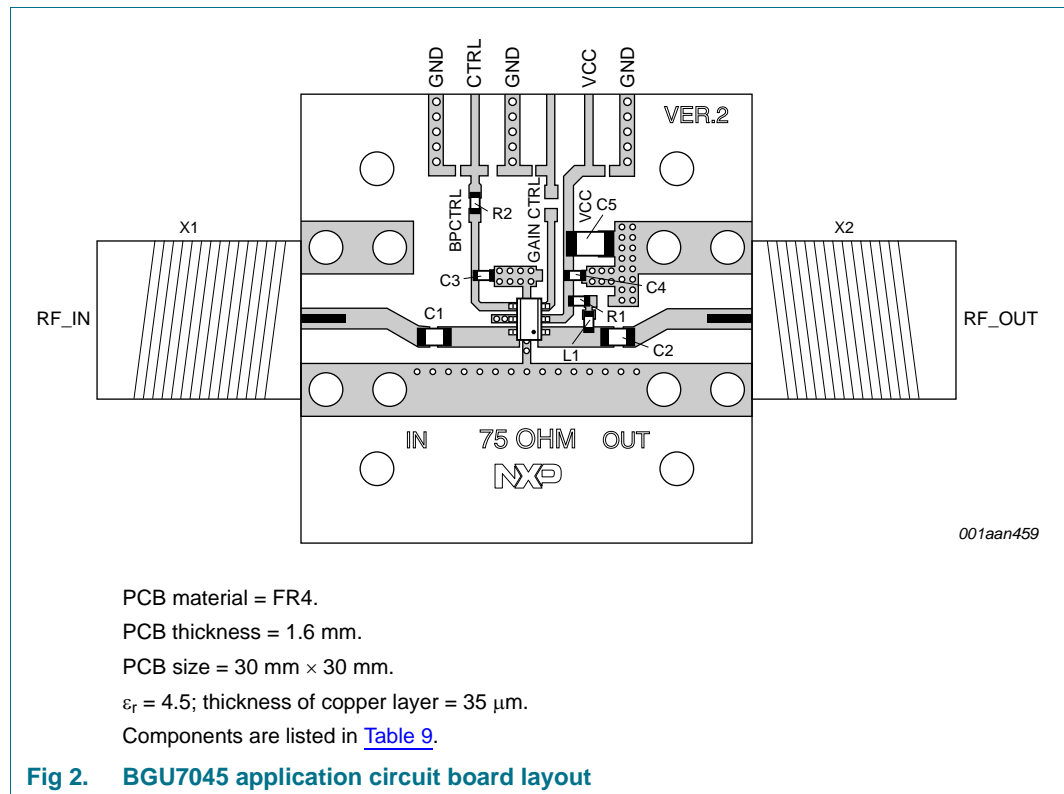 GND
CTRL
GND
VCC
GND
VER.2
BPCTRL
R2
GAIN CTRL
VCC
C5
X1
X2
C3
C4
RF_IN
C1
R1
RF_OUT
L1
C2
IN 75 OHM OUT
NXP
001aan459
PCB material = FR4.
PCB thickness = 1.6 mm.
PCB size = 30 mm × 30 mm.
εr = 4.5; thickness of copper layer = 35 μm.
Components are listed in Table 9.
Fig 2. BGU7045 application circuit board layout